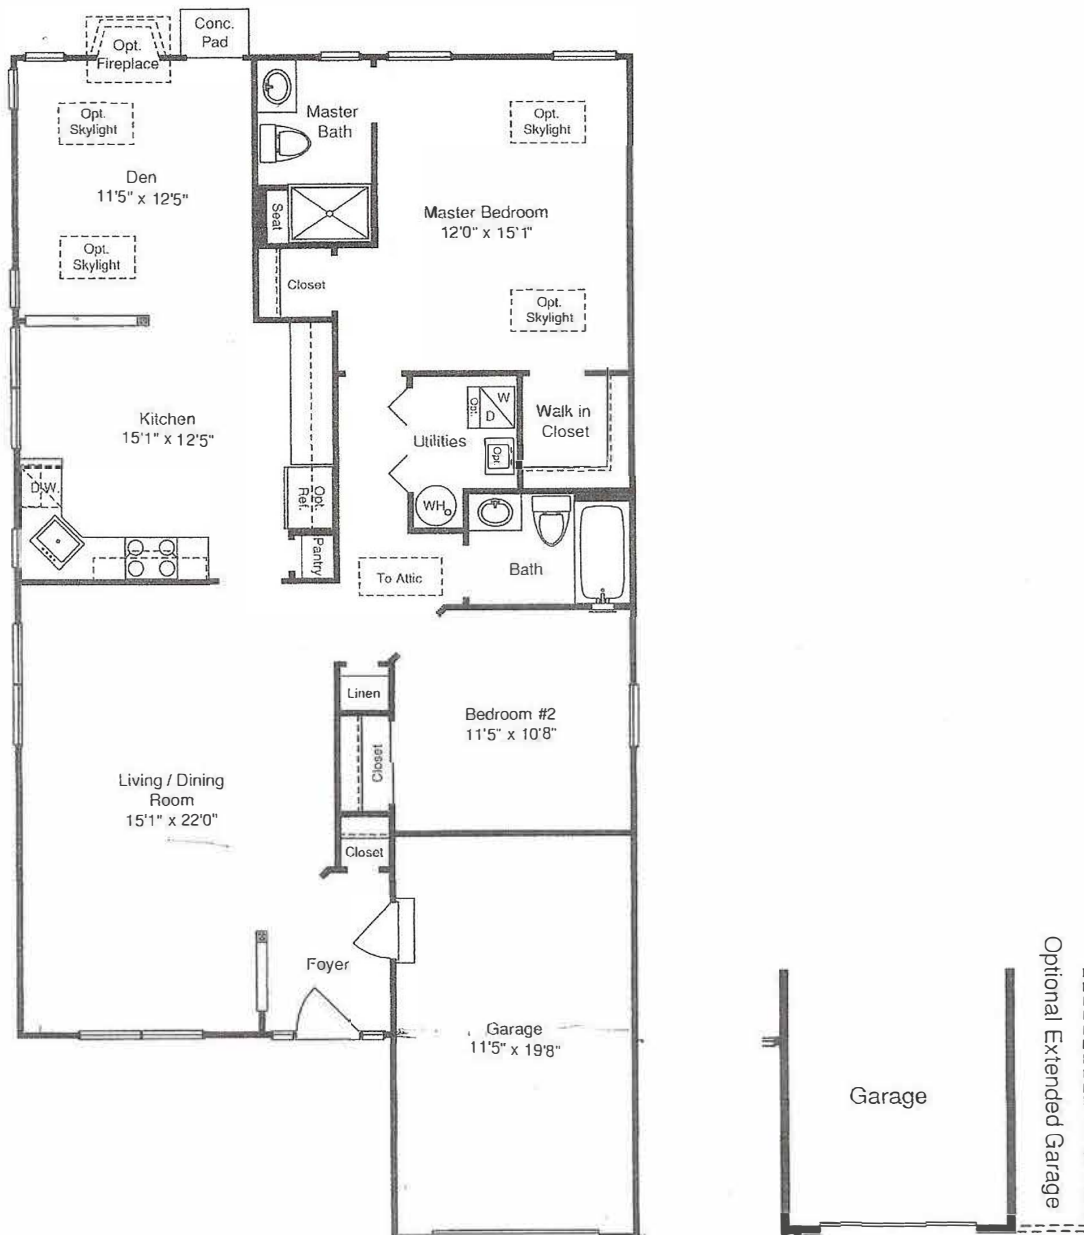 Conc.
Pad
Opt.
Fireplace
Opt.
Skylight
Master
Bath
Opt.
Skylight
Den
11'5" x 12'5"
Seat
Master Bedroom
12'0" x 15'1"
Opt.
Skylight
Closet
Opt.
Skylight
Kitchen
15'1" x 12'5"
Opt.
W
D
Walk in
Closet
Utilities
Opt
D.W.
Opt.
Ref.
WH
Pantry
To Attic
Bath
Linen
Bedroom #2
11'5" x 10'8"
Closet
Living / Dining
Room
15'1" x 22'0"
Closet
Foyer
Garage
11'5" x 19'8"
Garage
Optional Extended Garage